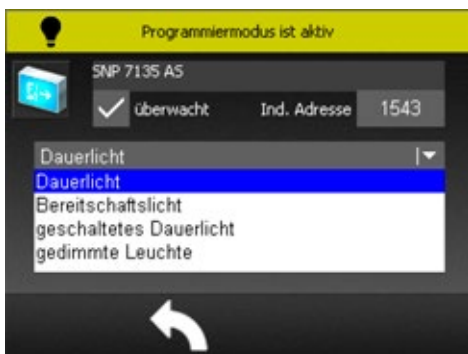 Programmiermodus ist aktiv
SNP 7135 AS
überwacht Ind. Adresse 1543
Dauerlicht
Dauerlicht
Bereitschaftslicht
geschaltetes Dauerlicht
gedimmte Leuchte